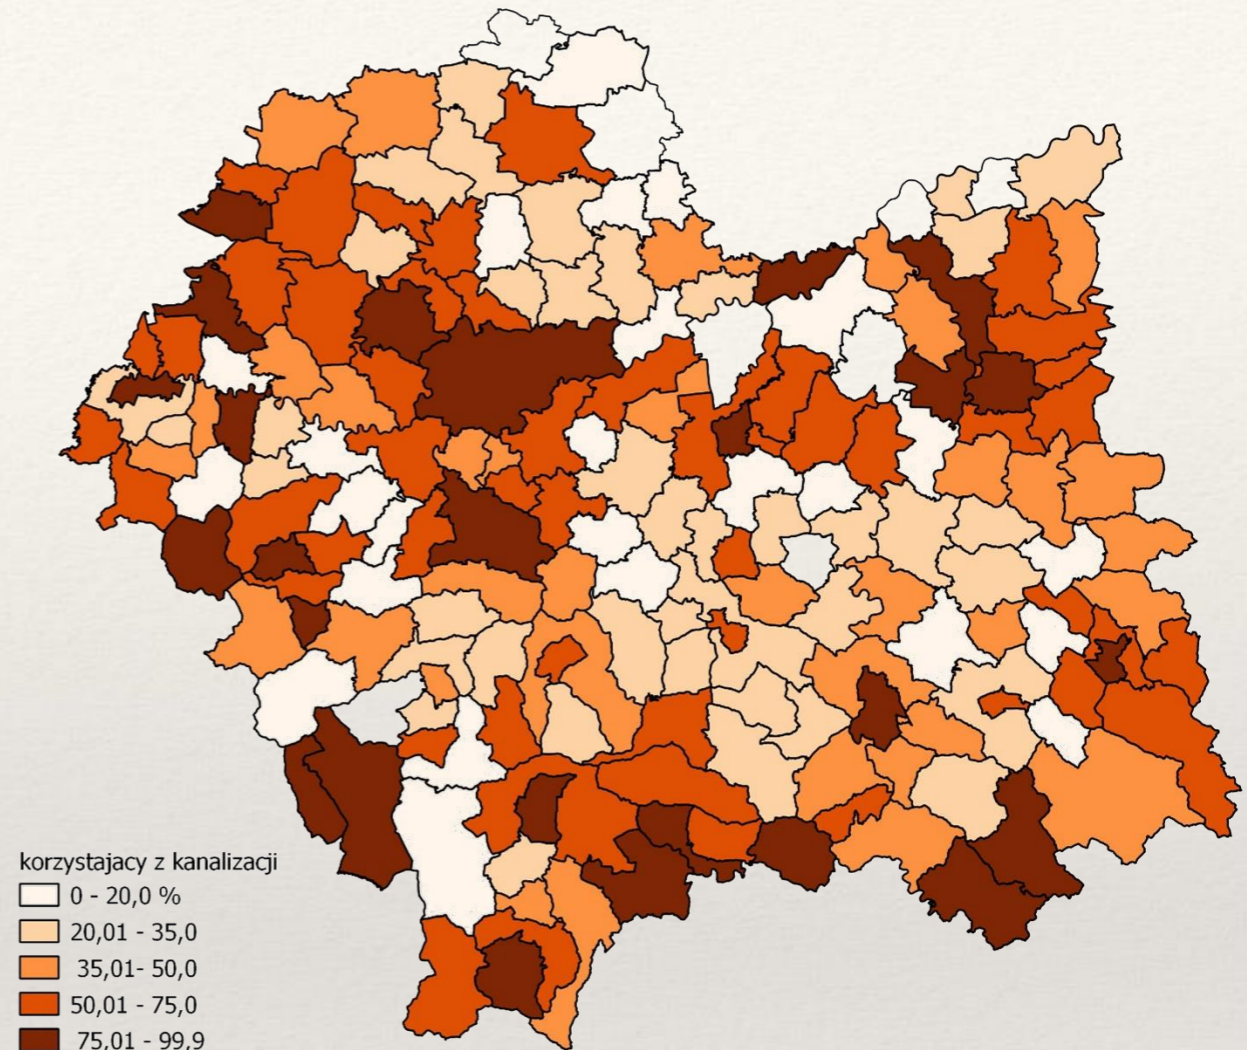 korzystajacy z kanalizacji
0 - 20,0 %
20,01 - 35,0
35,01- 50,0
50,01 - 75,0
75,01 - 99,9